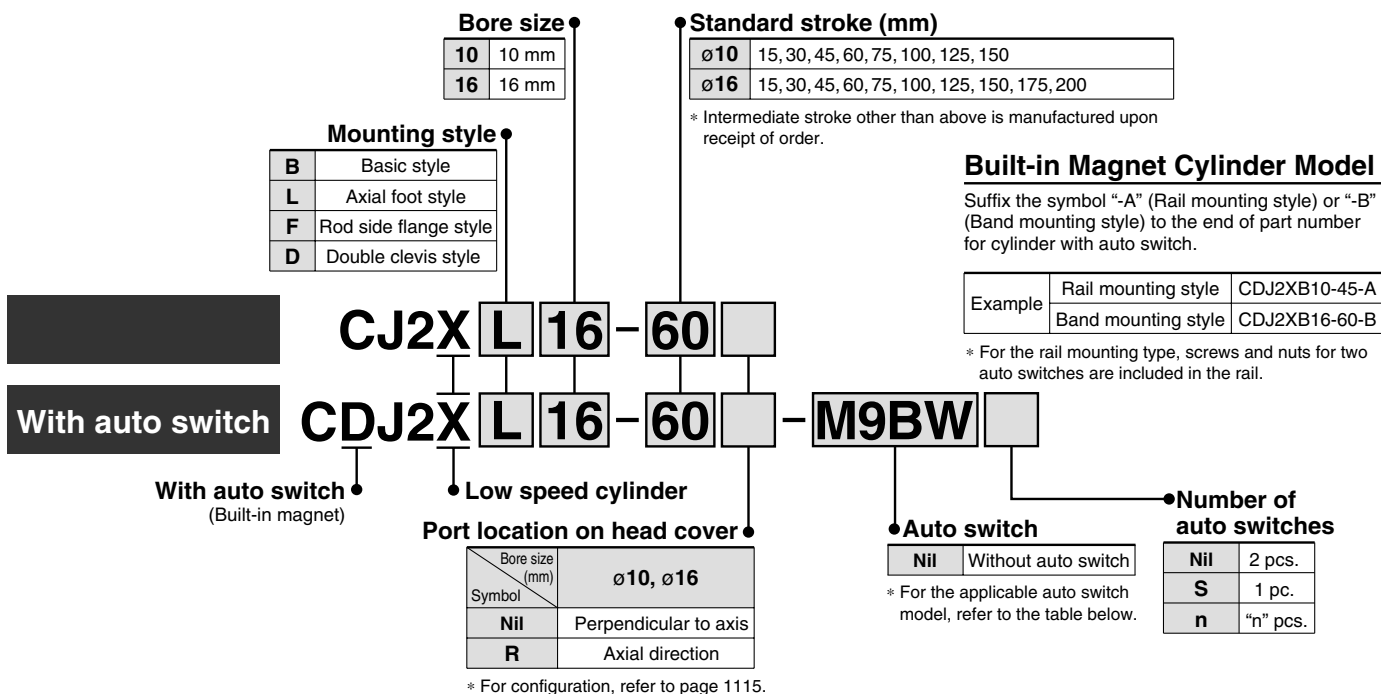 Bore size
10 10 mm
16 16 mm
Standard stroke (mm)
ø10 15, 30, 45, 60, 75, 100, 125, 150
ø16 15, 30, 45, 60, 75, 100, 125, 150, 175, 200
* Intermediate stroke other than above is manufactured upon
receipt of order.
Mounting style
B Basic style
L Axial foot style
F Rod side flange style
D Double clevis style
Built-in Magnet Cylinder Model
Suffix the symbol “-A” (Rail mounting style) or “-B”
(Band mounting style) to the end of part number
for cylinder with auto switch.
Example Rail mounting style CDJ2XB10-45-A
Band mounting style CDJ2XB16-60-B
* For the rail mounting type, screws and nuts for two
auto switches are included in the rail.
CJ2X L 16 - 60
With auto switch CDJ2X L 16 - 60 - M9BW
With auto switch
(Built-in magnet)
Low speed cylinder
Port location on head cover
Bore size
(mm)
Symbol
ø10, ø16
Nil Perpendicular to axis
R Axial direction
* For configuration, refer to page 1115.
Auto switch
Nil Without auto switch
* For the applicable auto switch
model, refer to the table below.
Number of
auto switches
Nil 2 pcs.
S 1 pc.
n “n” pcs.